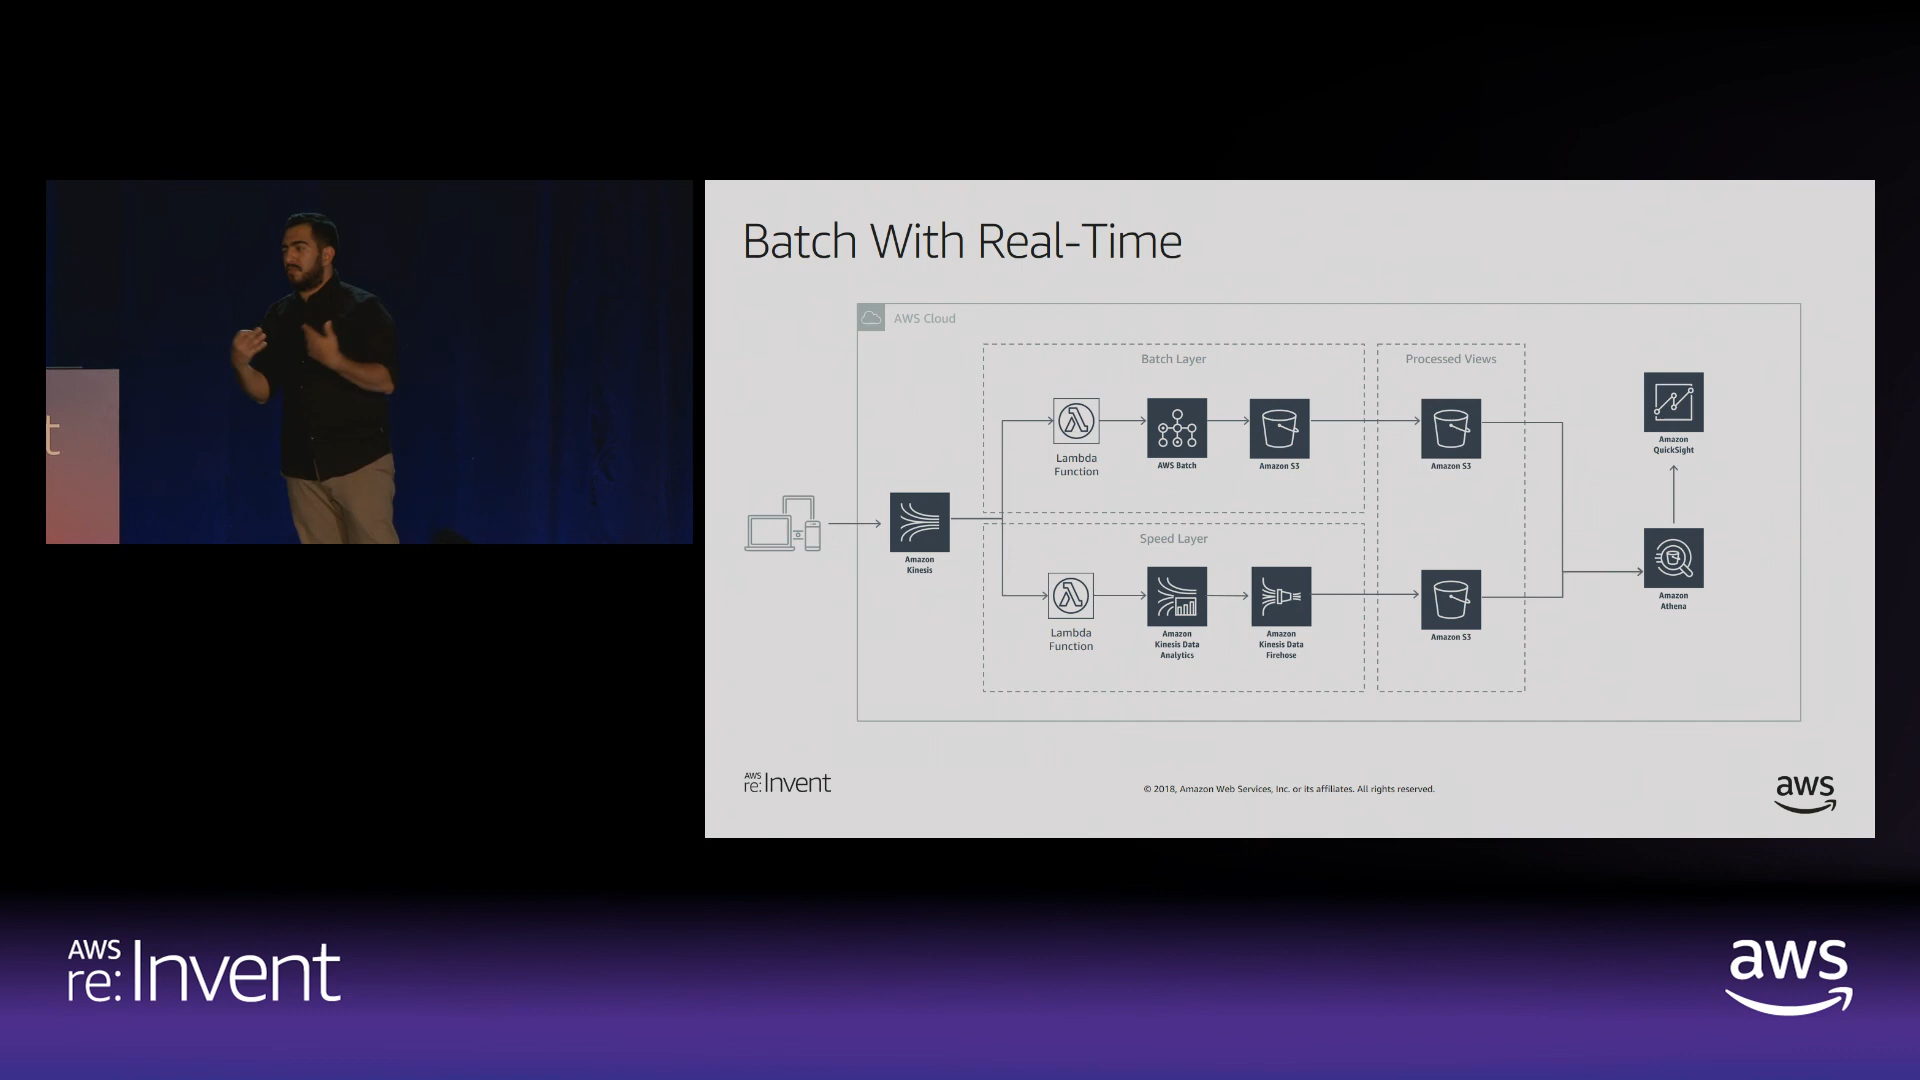 t
Batch With Real-Time
AWS Cloud
Batch Layer
Processed Views
Lambda
Function
AWS Batch
Amazon S3
Amazon S3
Amazon
QuickSight
Amazon
Kinesis
Speed Layer
Lambda
Function
Amazon
Kinesis Data
Analytics
Amazon
Kinesis Data
Firehose
Amazon S3
Amazon
Athena
AWS
re:Invent
© 2018, Amazon Web Services, Inc. or its affiliates. All rights reserved.
aws
AWS
re:Invent
aws